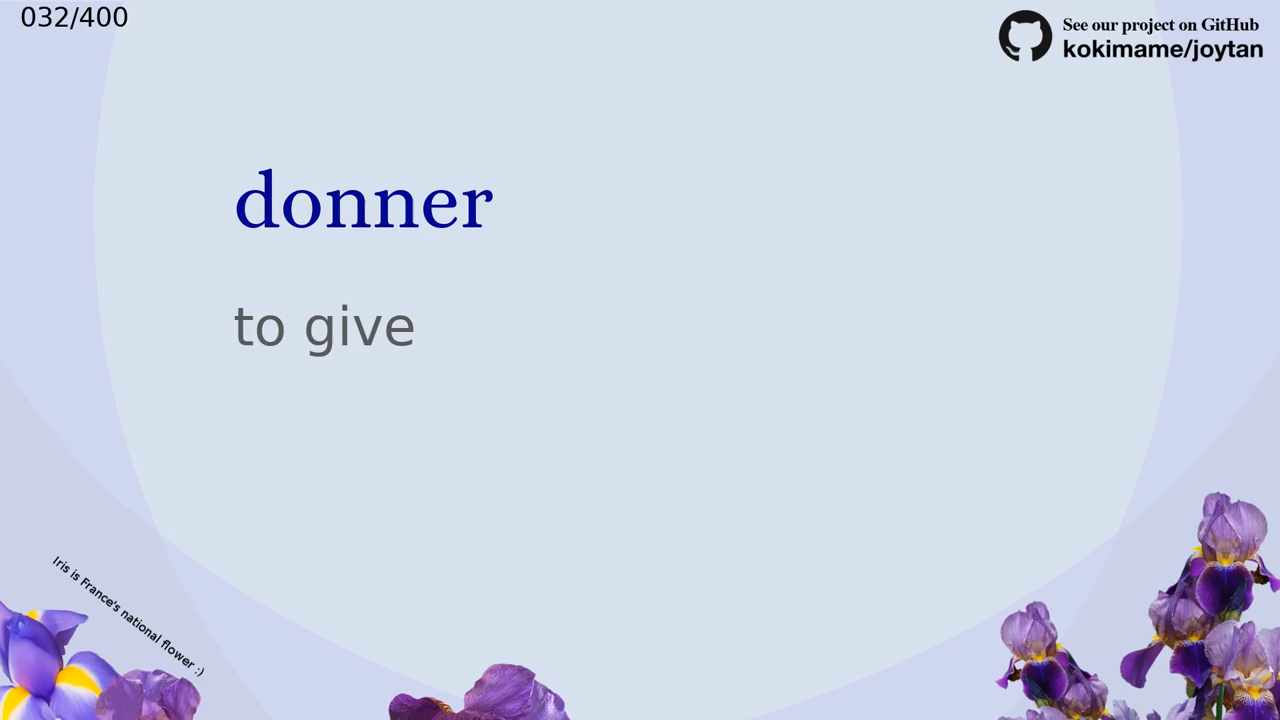 032/400
See our project on GitHub
kokimame/joytan
donner
to give
Iris is France's national flower :)